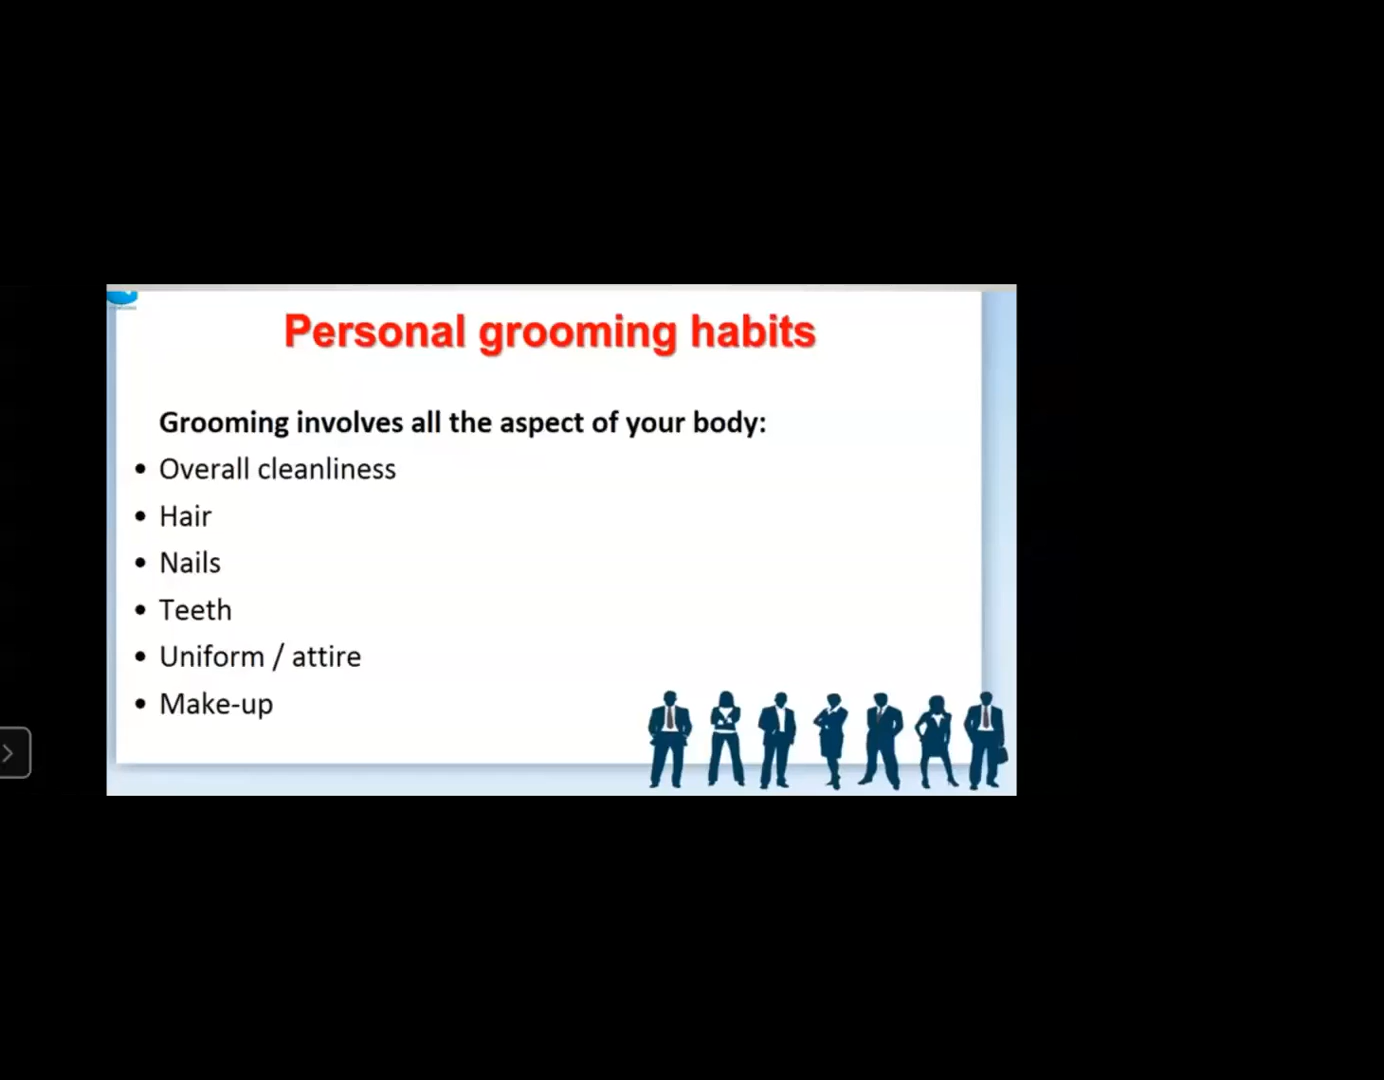 Personal grooming habits
Grooming involves all the aspect of your body:
• Overall cleanliness
• Hair
• Nails
• Teeth
• Uniform / attire
• Make-up